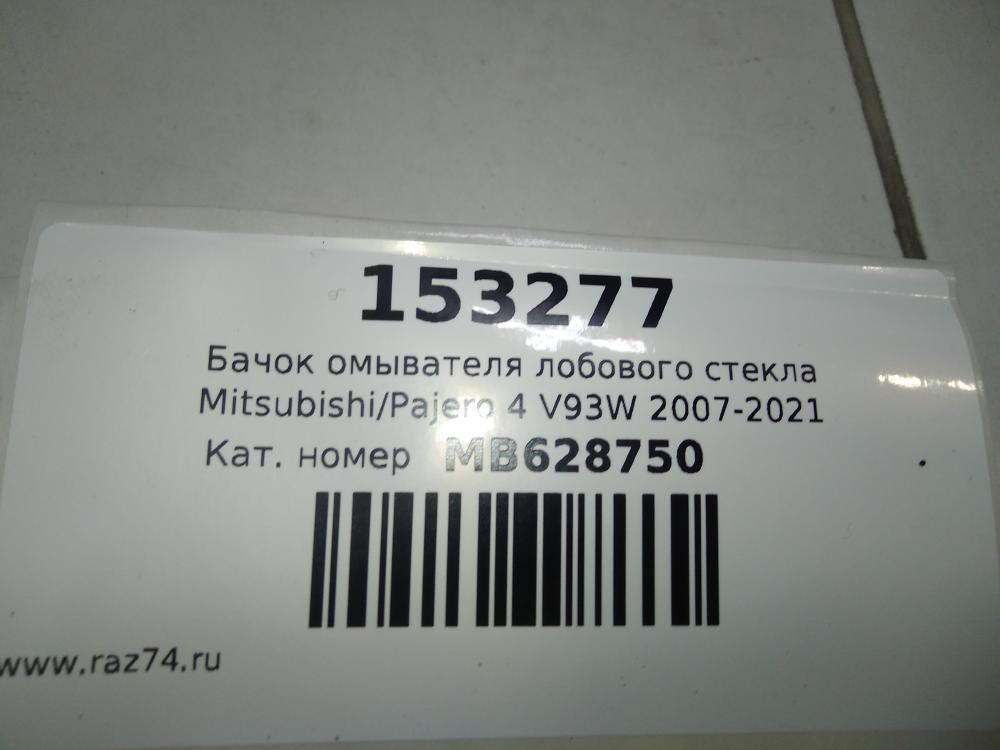 153277
Бачок омывателя лобового стекла
Mitsubishi/Pajero 4 V93W 2007-2021
Кат. номер MB628750
www.raz74.ru